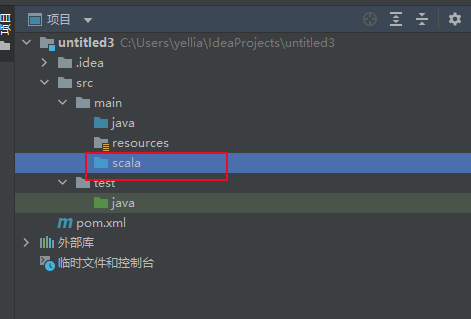 项目
项目
untitled3 C:\Users\yellia\IdeaProjects\untitled3
.idea
src
main
java
resources
scala
test
java
pom.xml
外部库
临时文件和控制台